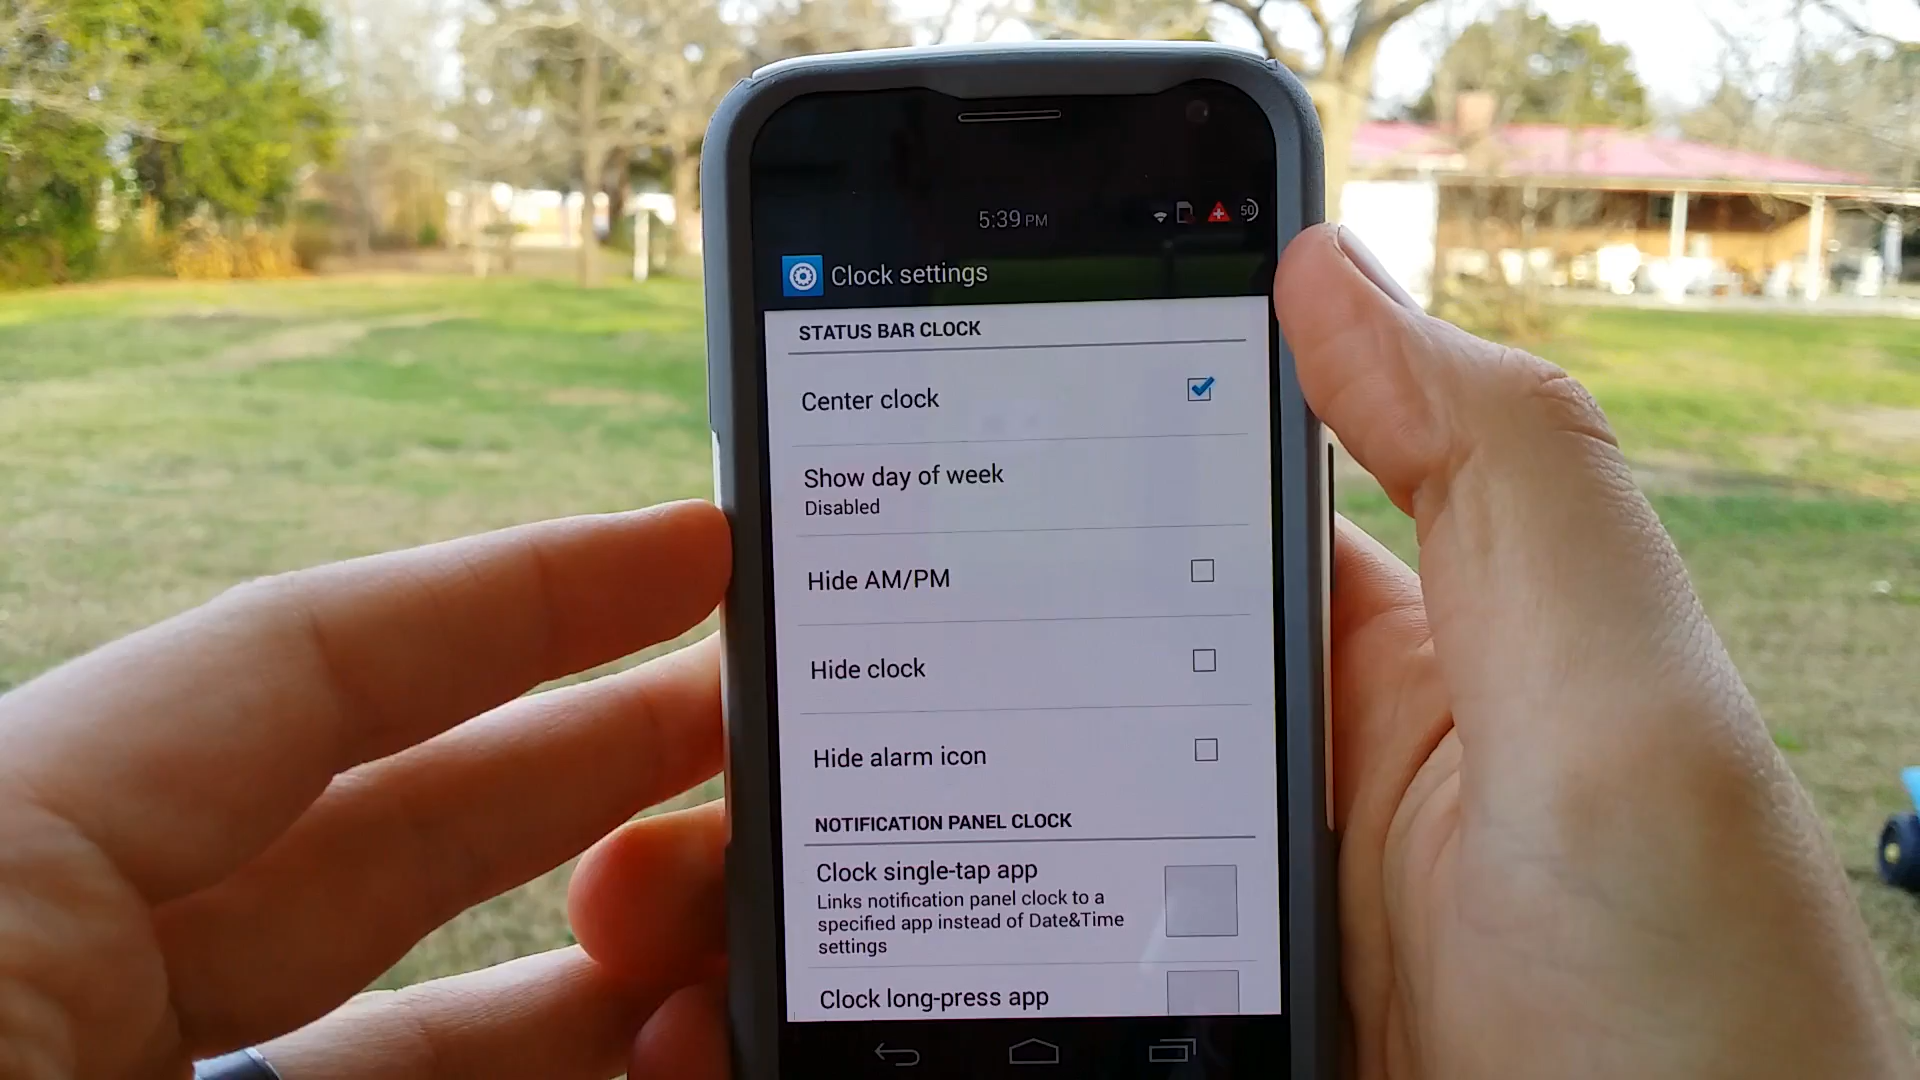 5:39 PM
50
Clock settings
STATUS BAR CLOCK
Center clock
Show day of week
Disabled
Hide AM/PM
Hide clock
Hide alarm icon
NOTIFICATION PANEL CLOCK
Clock single-tap app
Links notification panel clock to a
specified app instead of Date&Time
settings
Clock long-press app